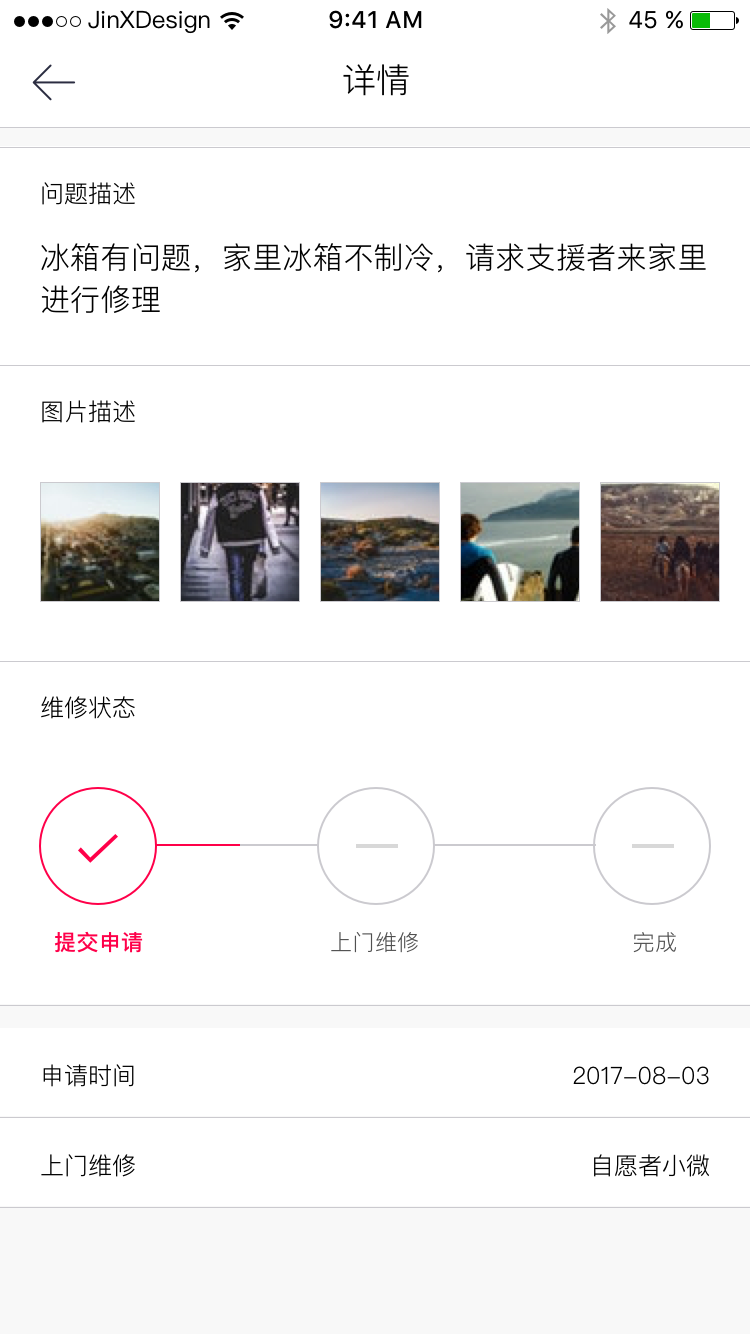 JinXDesign 9:41 AM 45 %
详情
问题描述
冰箱有问题，家里冰箱不制冷，请求支援者来家里
进行修理
图片描述
维修状态
提交申请 上门维修 完成
申请时间 2017-08-03
上门维修 自愿者小微